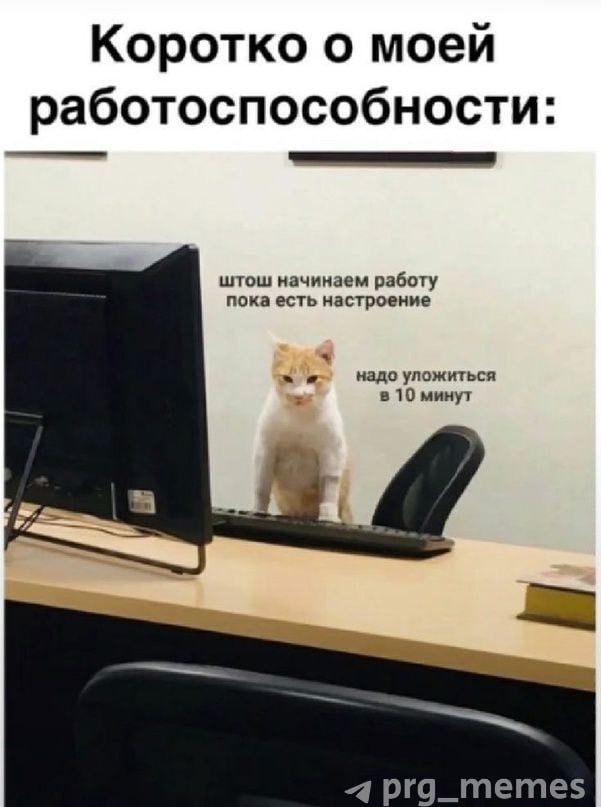 Коротко о моей
работоспособности:
штош начинаем работу
пока есть настроение
надо уложиться
в 10 минут
prg_memes